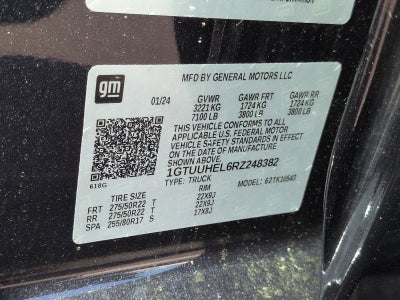 gm
MFD BY GENERAL MOTORS LLC
01/24 GVWR GAWR FRT GAWR RR
3221 KG 1724 KG 1724 KG
7100 LB 3800 LB 3800 LB
THIS VEHICLE CONFORMS TO ALL
APPLICABLE U.S. FEDERAL MOTOR
VEHICLE SAFETY STANDARDS IN EFFECT
ON THE DATE OF MANUFACTURE
SHOWN ABOVE.
1GTUUHEL6RZ248382
618G TYPE: TRUCK MODEL:
TIRE SIZE RIM
FRT 275/50R22 T 22X9J
RR 275/50R22 T 22X9J
SPA 255/80R17 S 17X8J